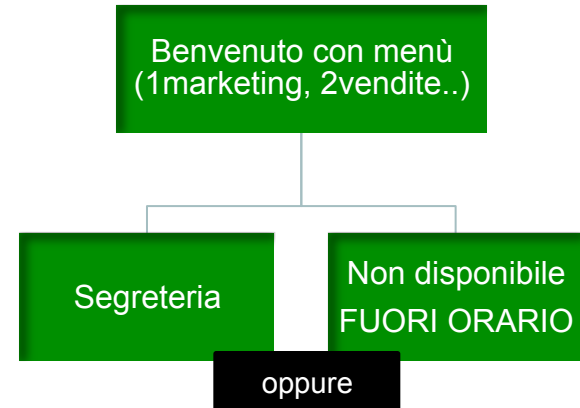 Benvenuto con menù
(1marketing, 2vendite..)
Segreteria
Non disponibile
FUORI ORARIO
oppure